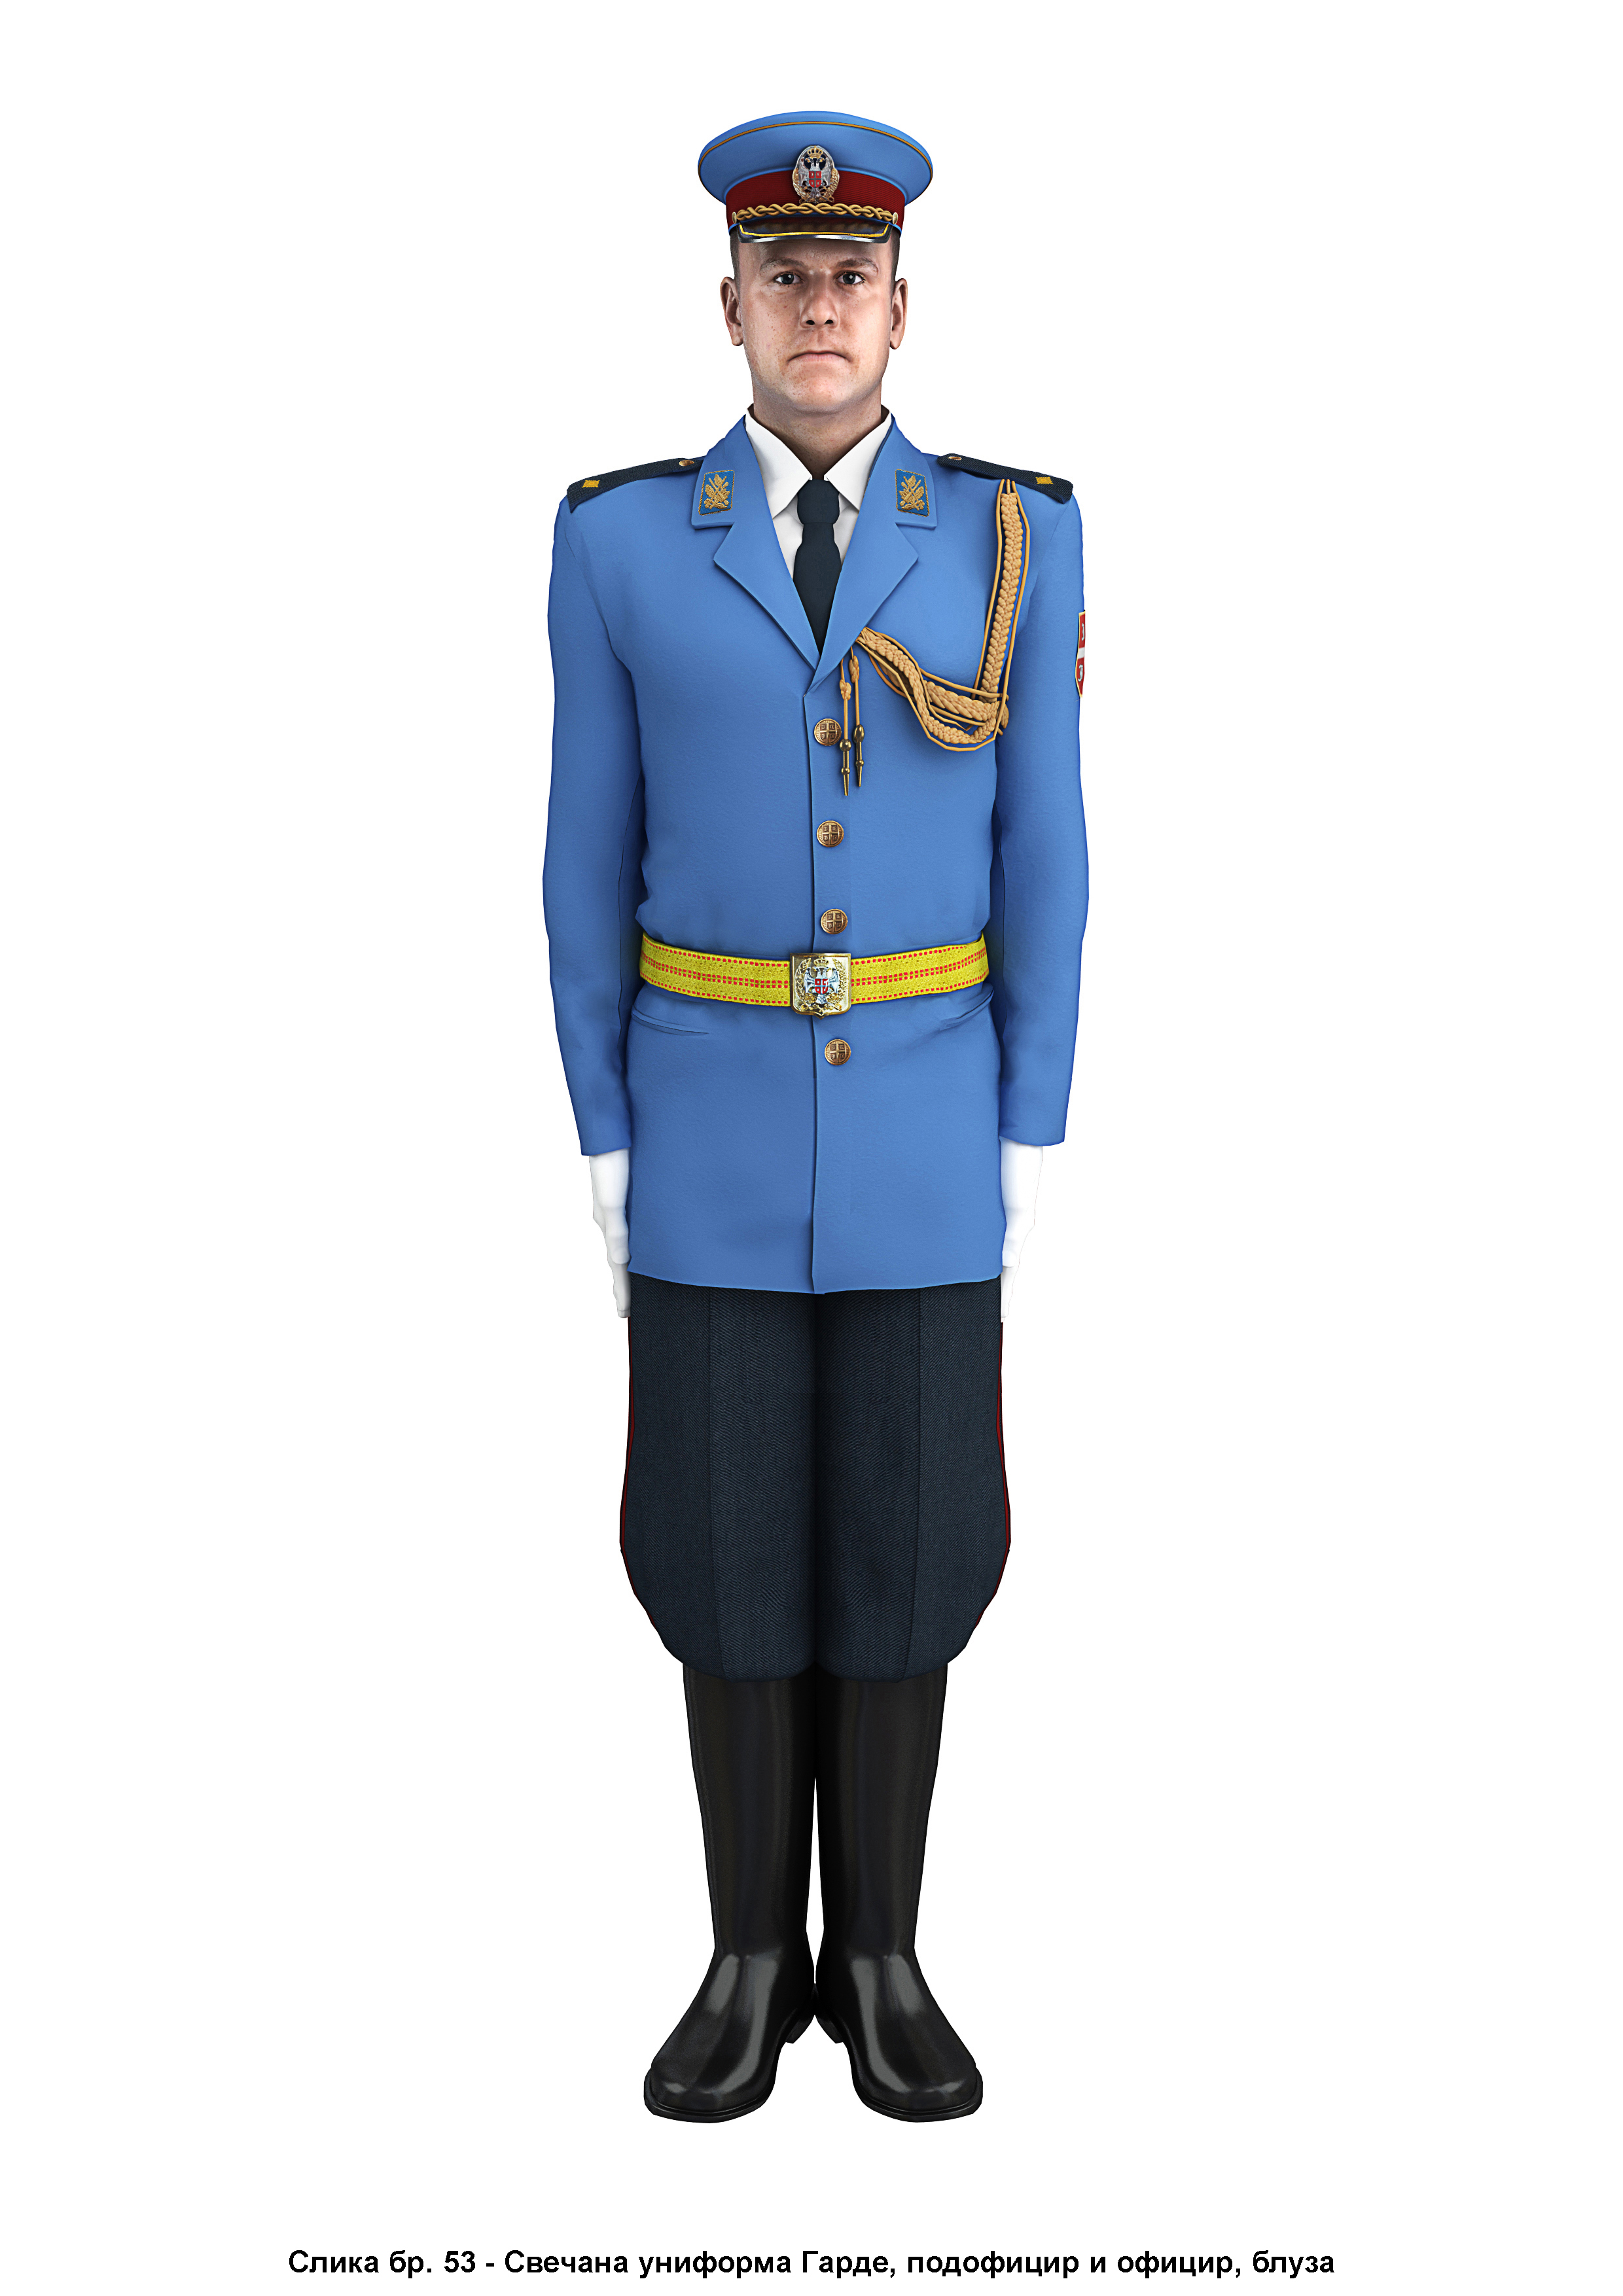 Слика бр. 53 - Свечана униформа Гарде, подофицир и официр, блуза